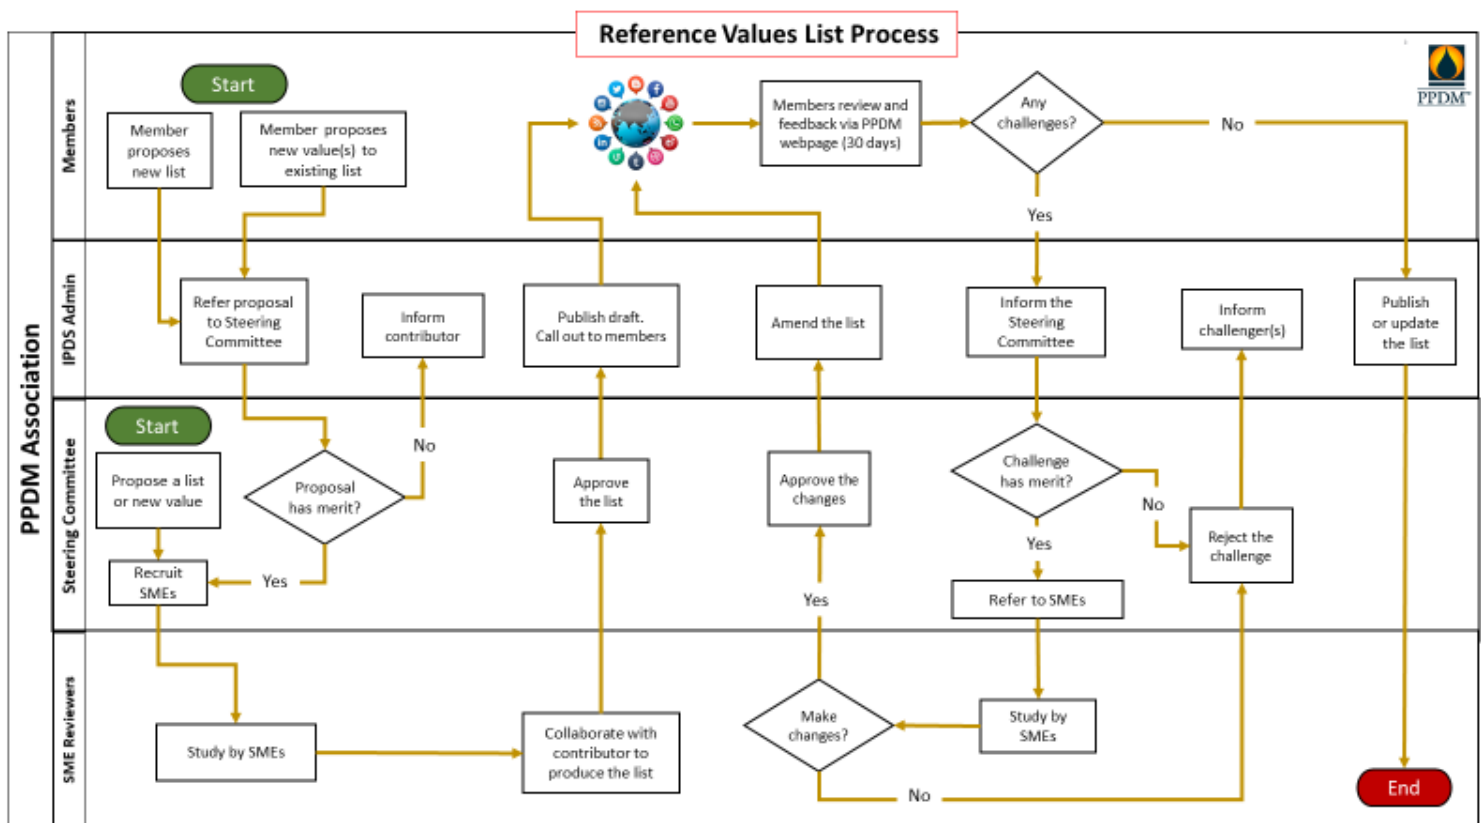 Reference Values List Process
PPDM™
PPDM Association
Members
Start
Member
proposes
new list
Member proposes
new value(s) to
existing list
Members review and
feedback via PPDM
webpage (30 days)
Any
challenges?
No
Yes
IPDS Admin
Refer proposal
to Steering
Committee
Inform
contributor
Publish draft.
Call out to members
Amend the list
Inform the
Steering
Committee
Inform
challenger(s)
Publish
or update
the list
Steering Committee
Start
Propose a list
or new value
Recruit
SMEs
Proposal
has merit?
No
Yes
Approve
the list
Approve the
changes
Yes
Challenge
has merit?
No
Yes
Refer to SMEs
Reject the
challenge
SME Reviewers
Study by SMEs
Collaborate with
contributor to
produce the list
Make
changes?
No
Study by
SMEs
End